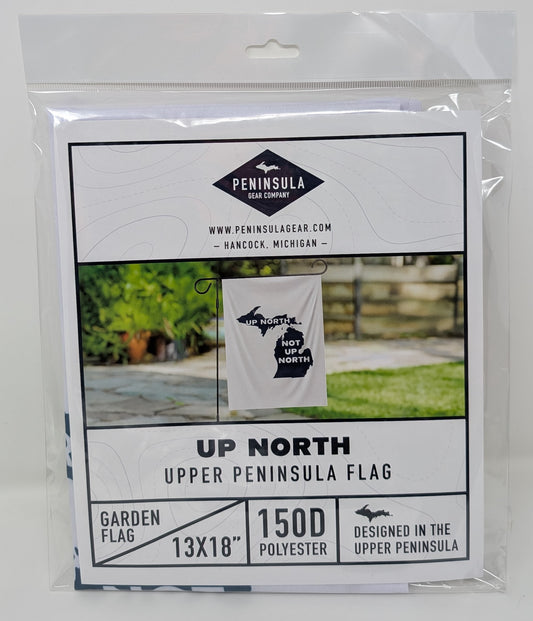 PENINSULA
GEAR COMPANY
WWW.PENINSULAGEAR.COM
– HANCOCK, MICHIGAN –
UP NORTH
NOT
UP
NORTH
UP NORTH
UPPER PENINSULA FLAG
GARDEN
FLAG
13X18"
150D
POLYESTER
DESIGNED IN THE
UPPER PENINSULA